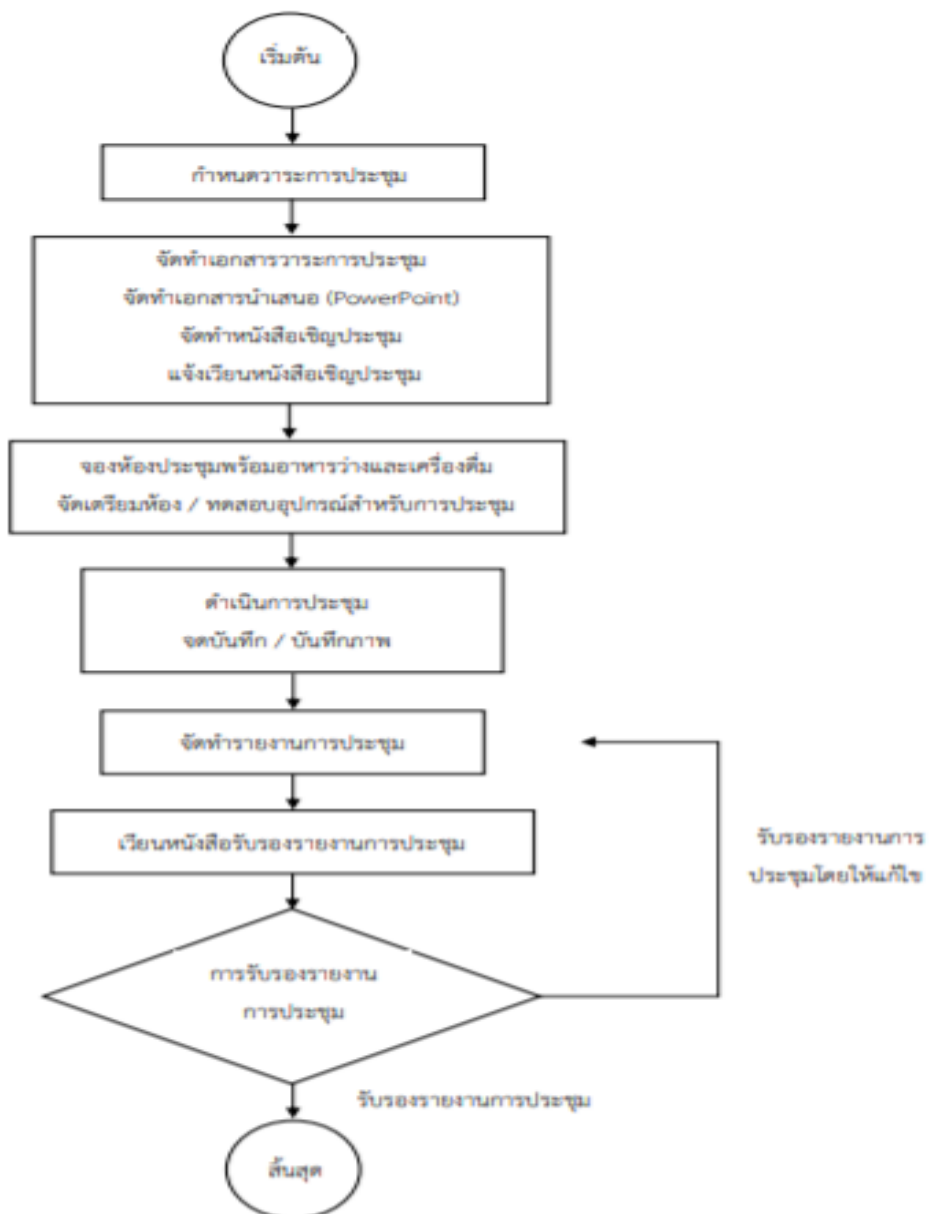 เริ่มต้น
กำหนดวาระการประชุม
จัดทำเอกสารวาระการประชุม
จัดทำเอกสารนำเสนอ (PowerPoint)
จัดทำหนังสือเชิญประชุม
แจ้งเวียนหนังสือเชิญประชุม
จองห้องประชุมพร้อมอาหารว่างและเครื่องดื่ม
จัดเตรียมห้อง / ทดสอบอุปกรณ์สำหรับการประชุม
ดำเนินการประชุม
จดบันทึก / บันทึกภาพ
จัดทำรายงานการประชุม
เวียนหนังสือรับรองรายงานการประชุม
รับรองรายงานการ
ประชุมโดยให้แก้ไข
การรับรองรายงาน
การประชุม
รับรองรายงานการประชุม
สิ้นสุด